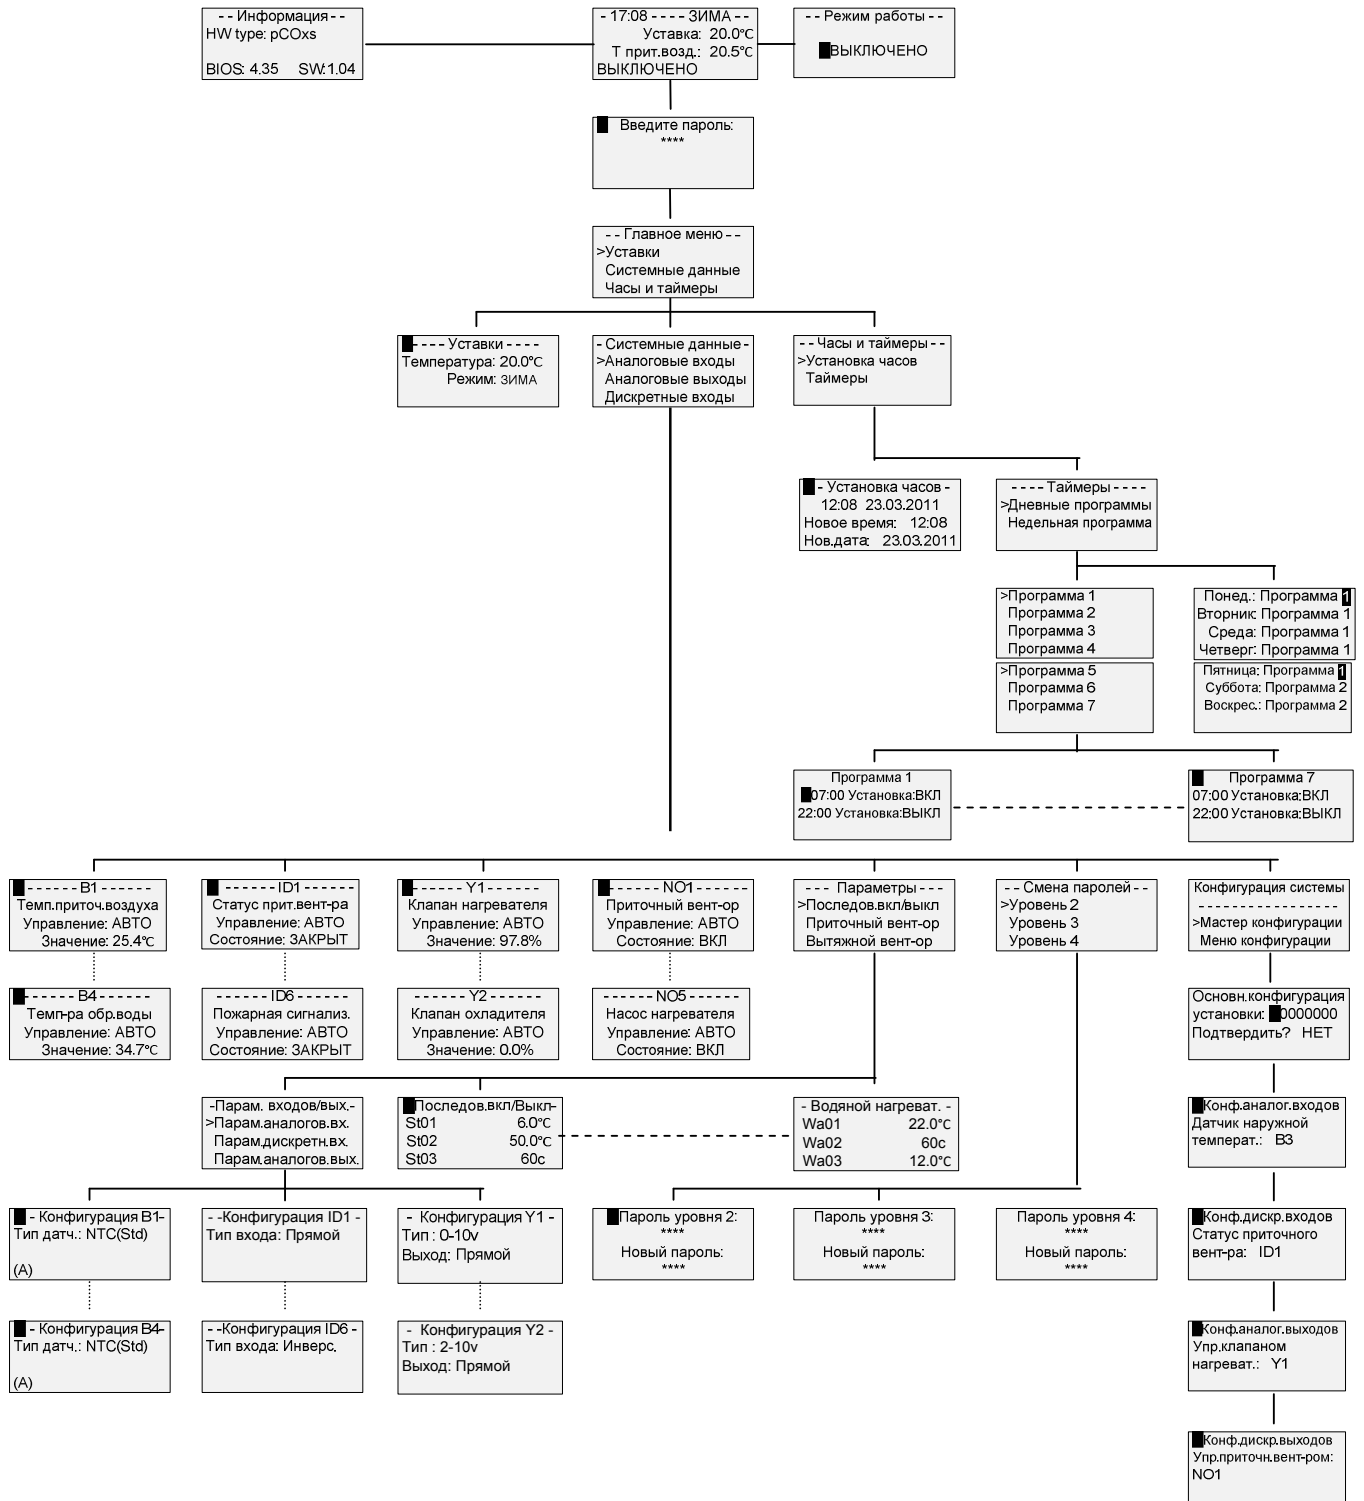 -- Информация --
HW type: pCOxs
BIOS: 4.35 SW:1.04
- 17:08 ---- ЗИМА --
Уставка: 20.0°C
Т прит.возд.: 20.5°C
ВЫКЛЮЧЕНО
-- Режим работы --
ВЫКЛЮЧЕНО
Введите пароль:
****
-- Главное меню --
>Уставки
Системные данные
Часы и таймеры
---- Уставки ----
Температура: 20.0°C
Режим: ЗИМА
- Системные данные -
>Аналоговые входы
Аналоговые выходы
Дискретные входы
-- Часы и таймеры --
>Установка часов
Таймеры
- Установка часов -
12:08 23.03.2011
Новое время: 12:08
Нов.дата: 23.03.2011
---- Таймеры ----
>Дневные программы
Недельная программа
>Программа 1
Программа 2
Программа 3
Программа 4
>Программа 5
Программа 6
Программа 7
Понед.: Программа 1
Вторник: Программа 1
Среда: Программа 1
Четверг: Программа 1
Пятница: Программа 1
Суббота: Программа 2
Воскрес.: Программа 2
Программа 1
07:00 Установка:ВКЛ
22:00 Установка:ВЫКЛ
Программа 7
07:00 Установка:ВКЛ
22:00 Установка:ВЫКЛ
------ B1 ------
Темп.приточ.воздуха
Управление: АВТО
Значение: 25.4°C
------ ID1 ------
Статус прит.вент-ра
Управление: АВТО
Состояние: ЗАКРЫТ
------ Y1 ------
Клапан нагревателя
Управление: АВТО
Значение: 97.8%
------ NO1 ------
Приточный вент-ор
Управление: АВТО
Состояние: ВКЛ
--- Параметры ---
>Последов.вкл/выкл
Приточный вент-ор
Вытяжной вент-ор
-- Смена паролей --
>Уровень 2
Уровень 3
Уровень 4
Конфигурация системы
------------------
>Мастер конфигурации
Меню конфигурации
------ B4 ------
Темп-ра обр.воды
Управление: АВТО
Значение: 34.7°C
------ ID6 ------
Пожарная сигнализ.
Управление: АВТО
Состояние: ЗАКРЫТ
------ Y2 ------
Клапан охладителя
Управление: АВТО
Значение: 0.0%
------ NO5 ------
Насос нагревателя
Управление: АВТО
Состояние: ВКЛ
Основн.конфигурация
установки: 0000000
Подтвердить? НЕТ
-Парам. входов/вых.-
>Парам.аналогов.вх.
Парам.дискретн.вх.
Парам.аналогов.вых.
Последов.вкл/Выкл-
St01 6.0°C
St02 50.0°C
St03 60с
- Водяной нагреват. -
Wa01 22.0°C
Wa02 60с
Wa03 12.0°C
Конф.аналог.входов
Датчик наружной
температ.: B3
- Конфигурация B1-
Тип датч.: NTC(Std)
(A)
- -Конфигурация ID1 -
Тип входа: Прямой
- Конфигурация Y1 -
Тип : 0-10v
Выход: Прямой
Пароль уровня 2:
****
Новый пароль:
****
Пароль уровня 3:
****
Новый пароль:
****
Пароль уровня 4:
****
Новый пароль:
****
Конф.дискр.входов
Статус приточного
вент-ра: ID1
- Конфигурация B4-
Тип датч.: NTC(Std)
(A)
- -Конфигурация ID6 -
Тип входа: Инверс.
- Конфигурация Y2 -
Тип : 2-10v
Выход: Прямой
Конф.аналог.выходов
Упр.клапаном
нагреват.: Y1
Конф.дискр.выходов
Упр.приточн.вент-ром:
NO1